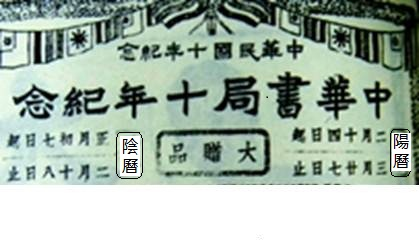 中華民國十年紀念
中華書局十年紀念
陽曆
二月十四日起
三月廿七日止
大贈品
陰曆
正月初七日起
二月十八日止